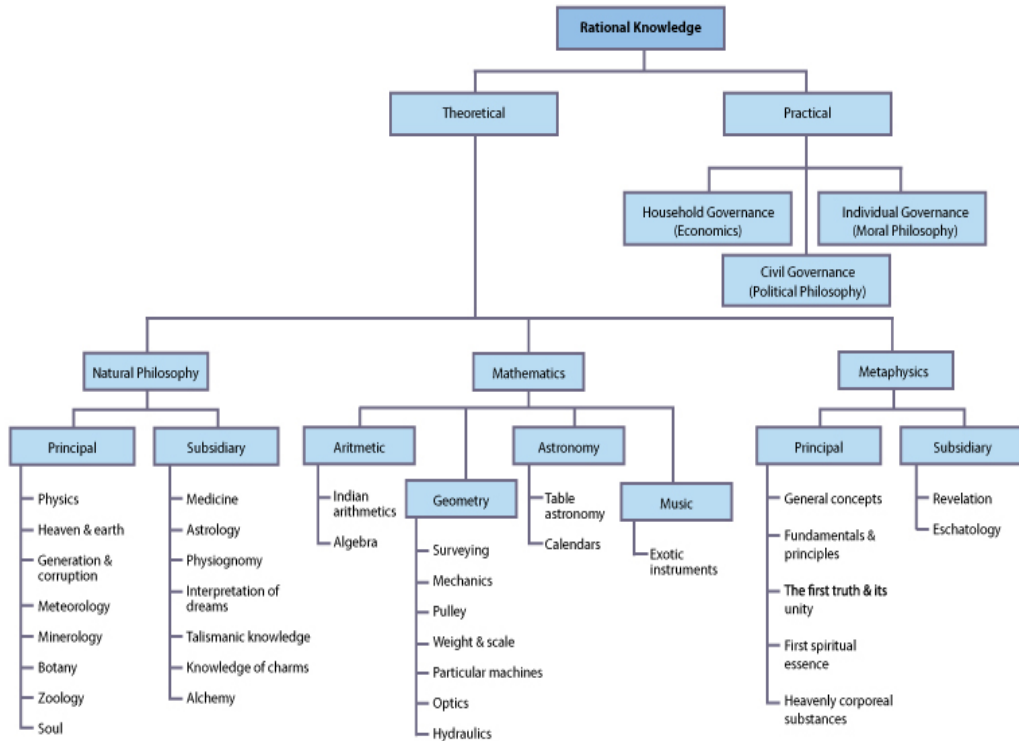 Rational Knowledge
Theoretical
Practical
Household Governance
(Economics)
Individual Governance
(Moral Philosophy)
Civil Governance
(Political Philosophy)
Natural Philosophy
Mathematics
Metaphysics
Principal
Physics
Heaven & earth
Generation &
corruption
Meteorology
Minerology
Botany
Zoology
Soul
Subsidiary
Medicine
Astrology
Physiognomy
Interpretation of
dreams
Talismanic knowledge
Knowledge of charms
Alchemy
Aritmetic
Indian
arithmetics
Algebra
Geometry
Surveying
Mechanics
Pulley
Weight & scale
Particular machines
Optics
Hydraulics
Astronomy
Table
astronomy
Calendars
Music
Exotic
instruments
Principal
General concepts
Fundamentals &
principles
The first truth & its
unity
First spiritual
essence
Heavenly corporeal
substances
Subsidiary
Revelation
Eschatology